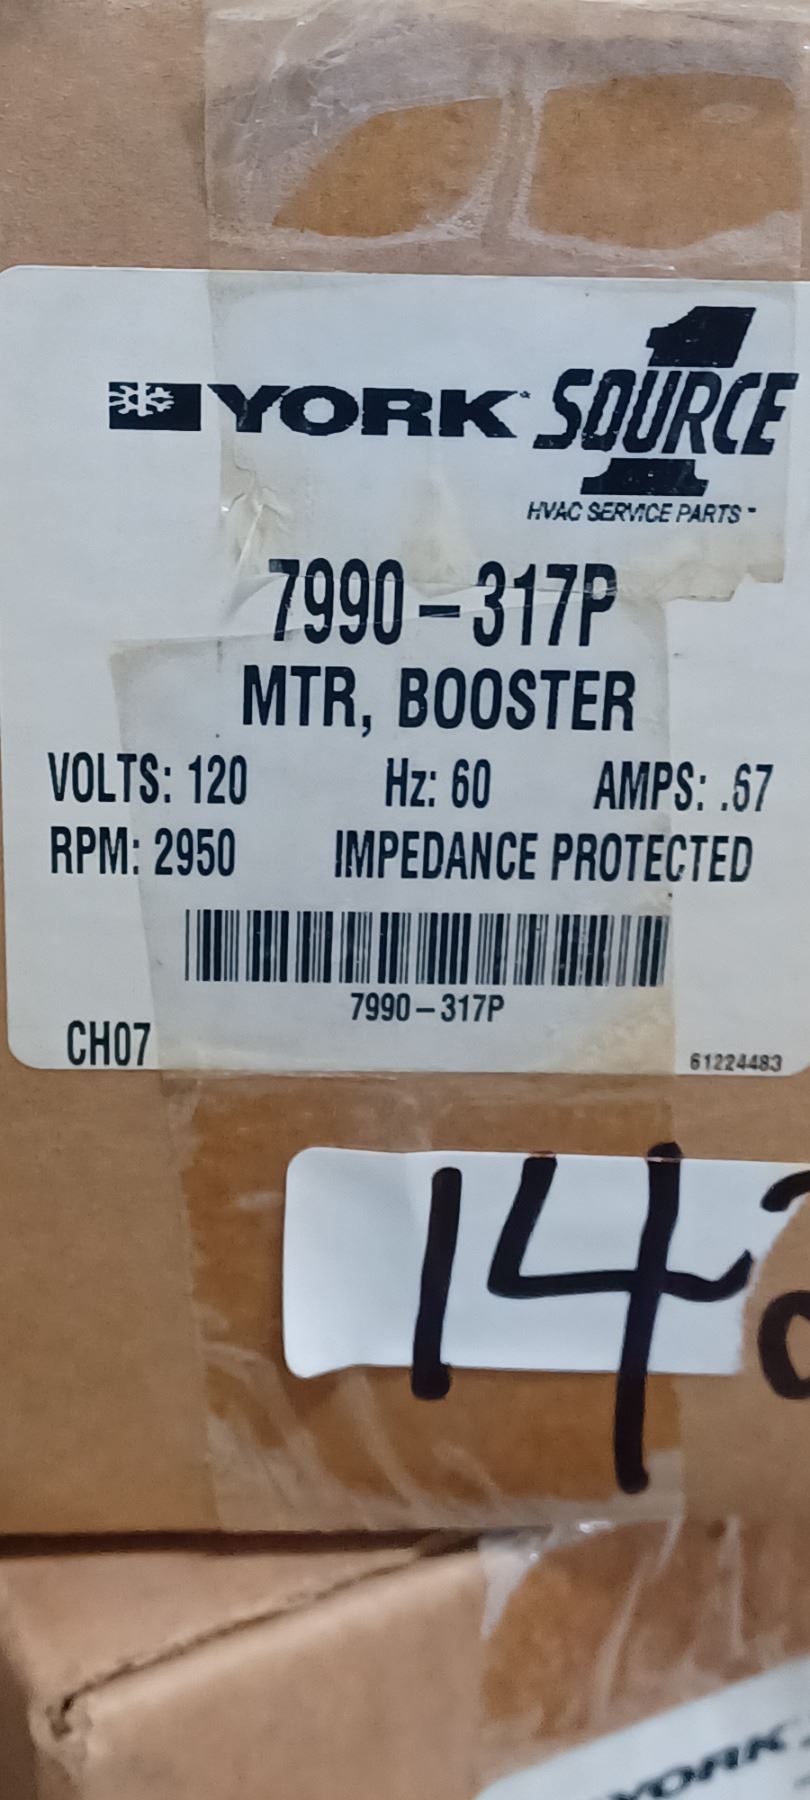 YORK SOURCE 1
HVAC SERVICE PARTS
7990-317P
MTR, BOOSTER
VOLTS: 120 Hz: 60 AMPS: .67
RPM: 2950 IMPEDANCE PROTECTED
7990-317P
CH07 61224483
14
YORK